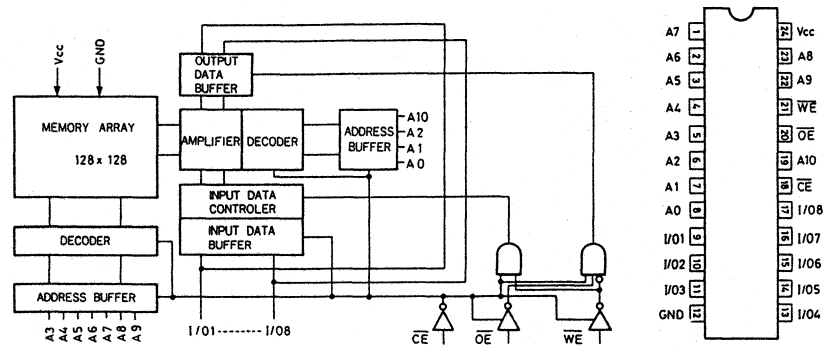 Vcc
GND
OUTPUT
DATA
BUFFER
MEMORY ARRAY
128 x 128
AMPLIFIER
DECODER
ADDRESS
BUFFER
A10
A2
A1
A0
INPUT DATA
CONTROLER
INPUT DATA
BUFFER
DECODER
ADDRESS BUFFER
A3
A4
A5
A6
A7
A8
A9
I/O1 -------- I/O8
CE
OE
WE
A7 1
A6 2
A5 3
A4 4
A3 5
A2 6
A1 7
A0 8
I/O1 9
I/O2 10
I/O3 11
GND 12
24 Vcc
23 A8
22 A9
21 WE
20 OE
19 A10
18 CE
17 I/O8
16 I/O7
15 I/O6
14 I/O5
13 I/O4